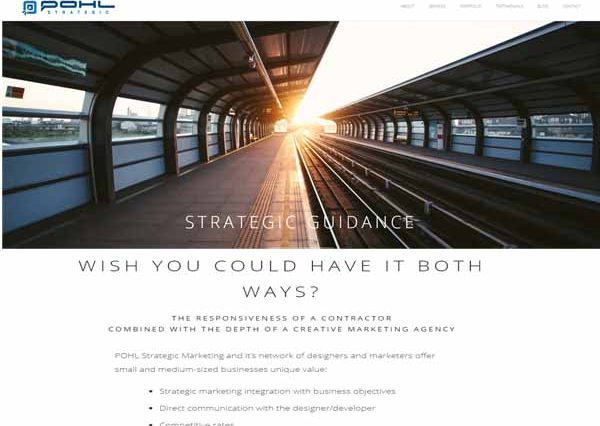 POHL
STRATEGIC
ABOUT SERVICES PORTFOLIO TESTIMONIALS BLOG CONTACT
STRATEGIC GUIDANCE
WISH YOU COULD HAVE IT BOTH
WAYS?
THE RESPONSIVENESS OF A CONTRACTOR
COMBINED WITH THE DEPTH OF A CREATIVE MARKETING AGENCY
POHL Strategic Marketing and it's network of designers and marketers offer
small and medium-sized businesses unique value:
• Strategic marketing integration with business objectives
• Direct communication with the designer/developer
• Competitive rates